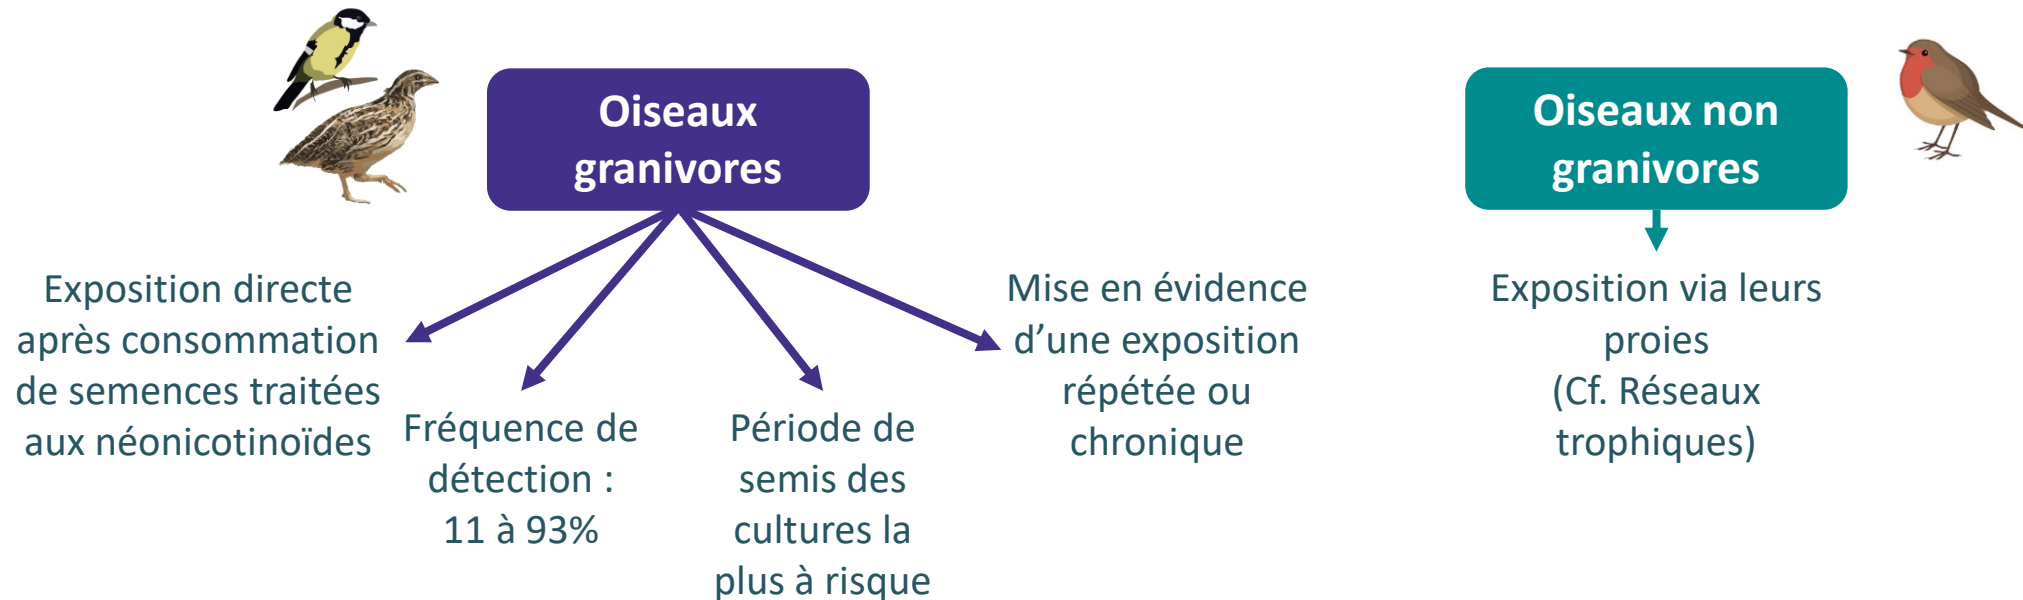 Oiseaux
granivores
Exposition directe
après consommation
de semences traitées
aux néonicotinoïdes
Fréquence de
détection :
11 à 93%
Période de
semis des
cultures la
plus à risque
Mise en évidence
d’une exposition
répétée ou
chronique
Oiseaux non
granivores
Exposition via leurs
proies
(Cf. Réseaux
trophiques)